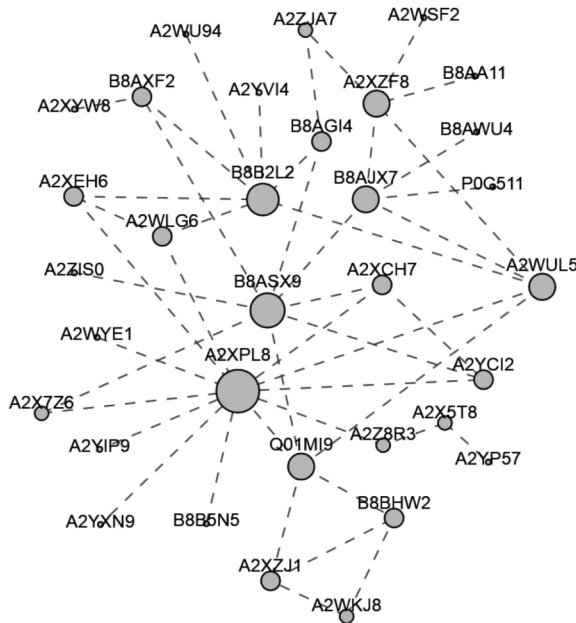 A2ZJA7
A2WSF2
A2WU94
B8AXF2
A2YVI4
A2XZF8
B8AA11
A2XYW8
B8AGI4
B8AWU4
A2XEH6
B8B2L2
B8AJX7
P0C511
A2WLG6
A2ZIS0
B8ASX9
A2XCH7
A2WUL5
A2WYE1
A2XPL8
A2YCI2
A2X7Z6
A2X5T8
A2YIP9
Q01MI9
A2Z8R3
A2YP57
A2YXN9
B8B5N5
B8BHW2
A2XZJ1
A2WKJ8